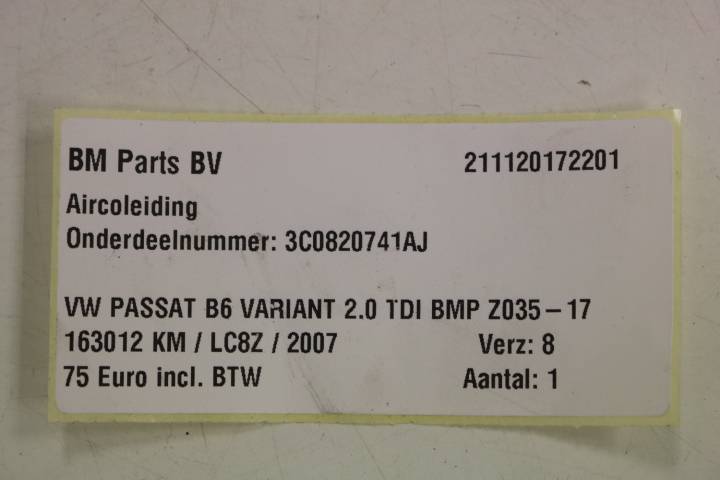 BM Parts BV 211120172201
Aircoleiding
Onderdeelnummer: 3C0820741AJ
VW PASSAT B6 VARIANT 2.0 TDI BMP Z035-17
163012 KM / LC8Z / 2007 Verz: 8
75 Euro incl. BTW Aantal: 1